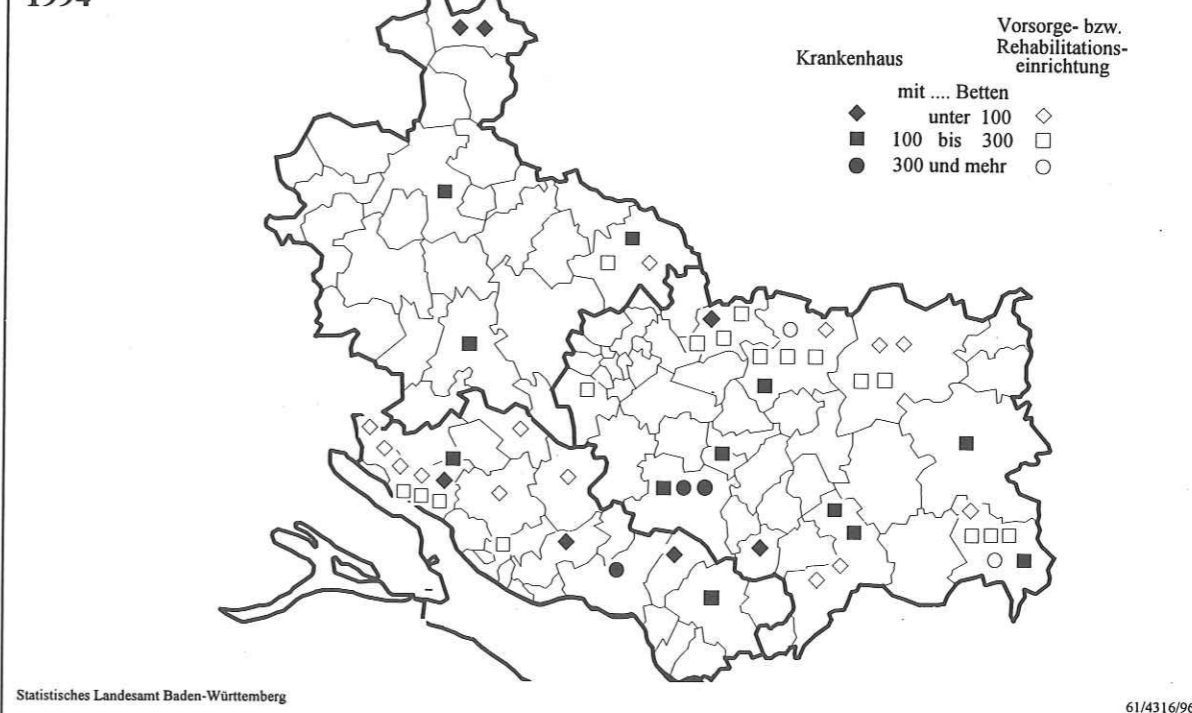 1994
Vorsorge- bzw.
Rehabilitations-
einrichtung
Krankenhaus
mit .... Betten
unter 100
100 bis 300
300 und mehr
Statistisches Landesamt Baden-Württemberg
61/4316/96